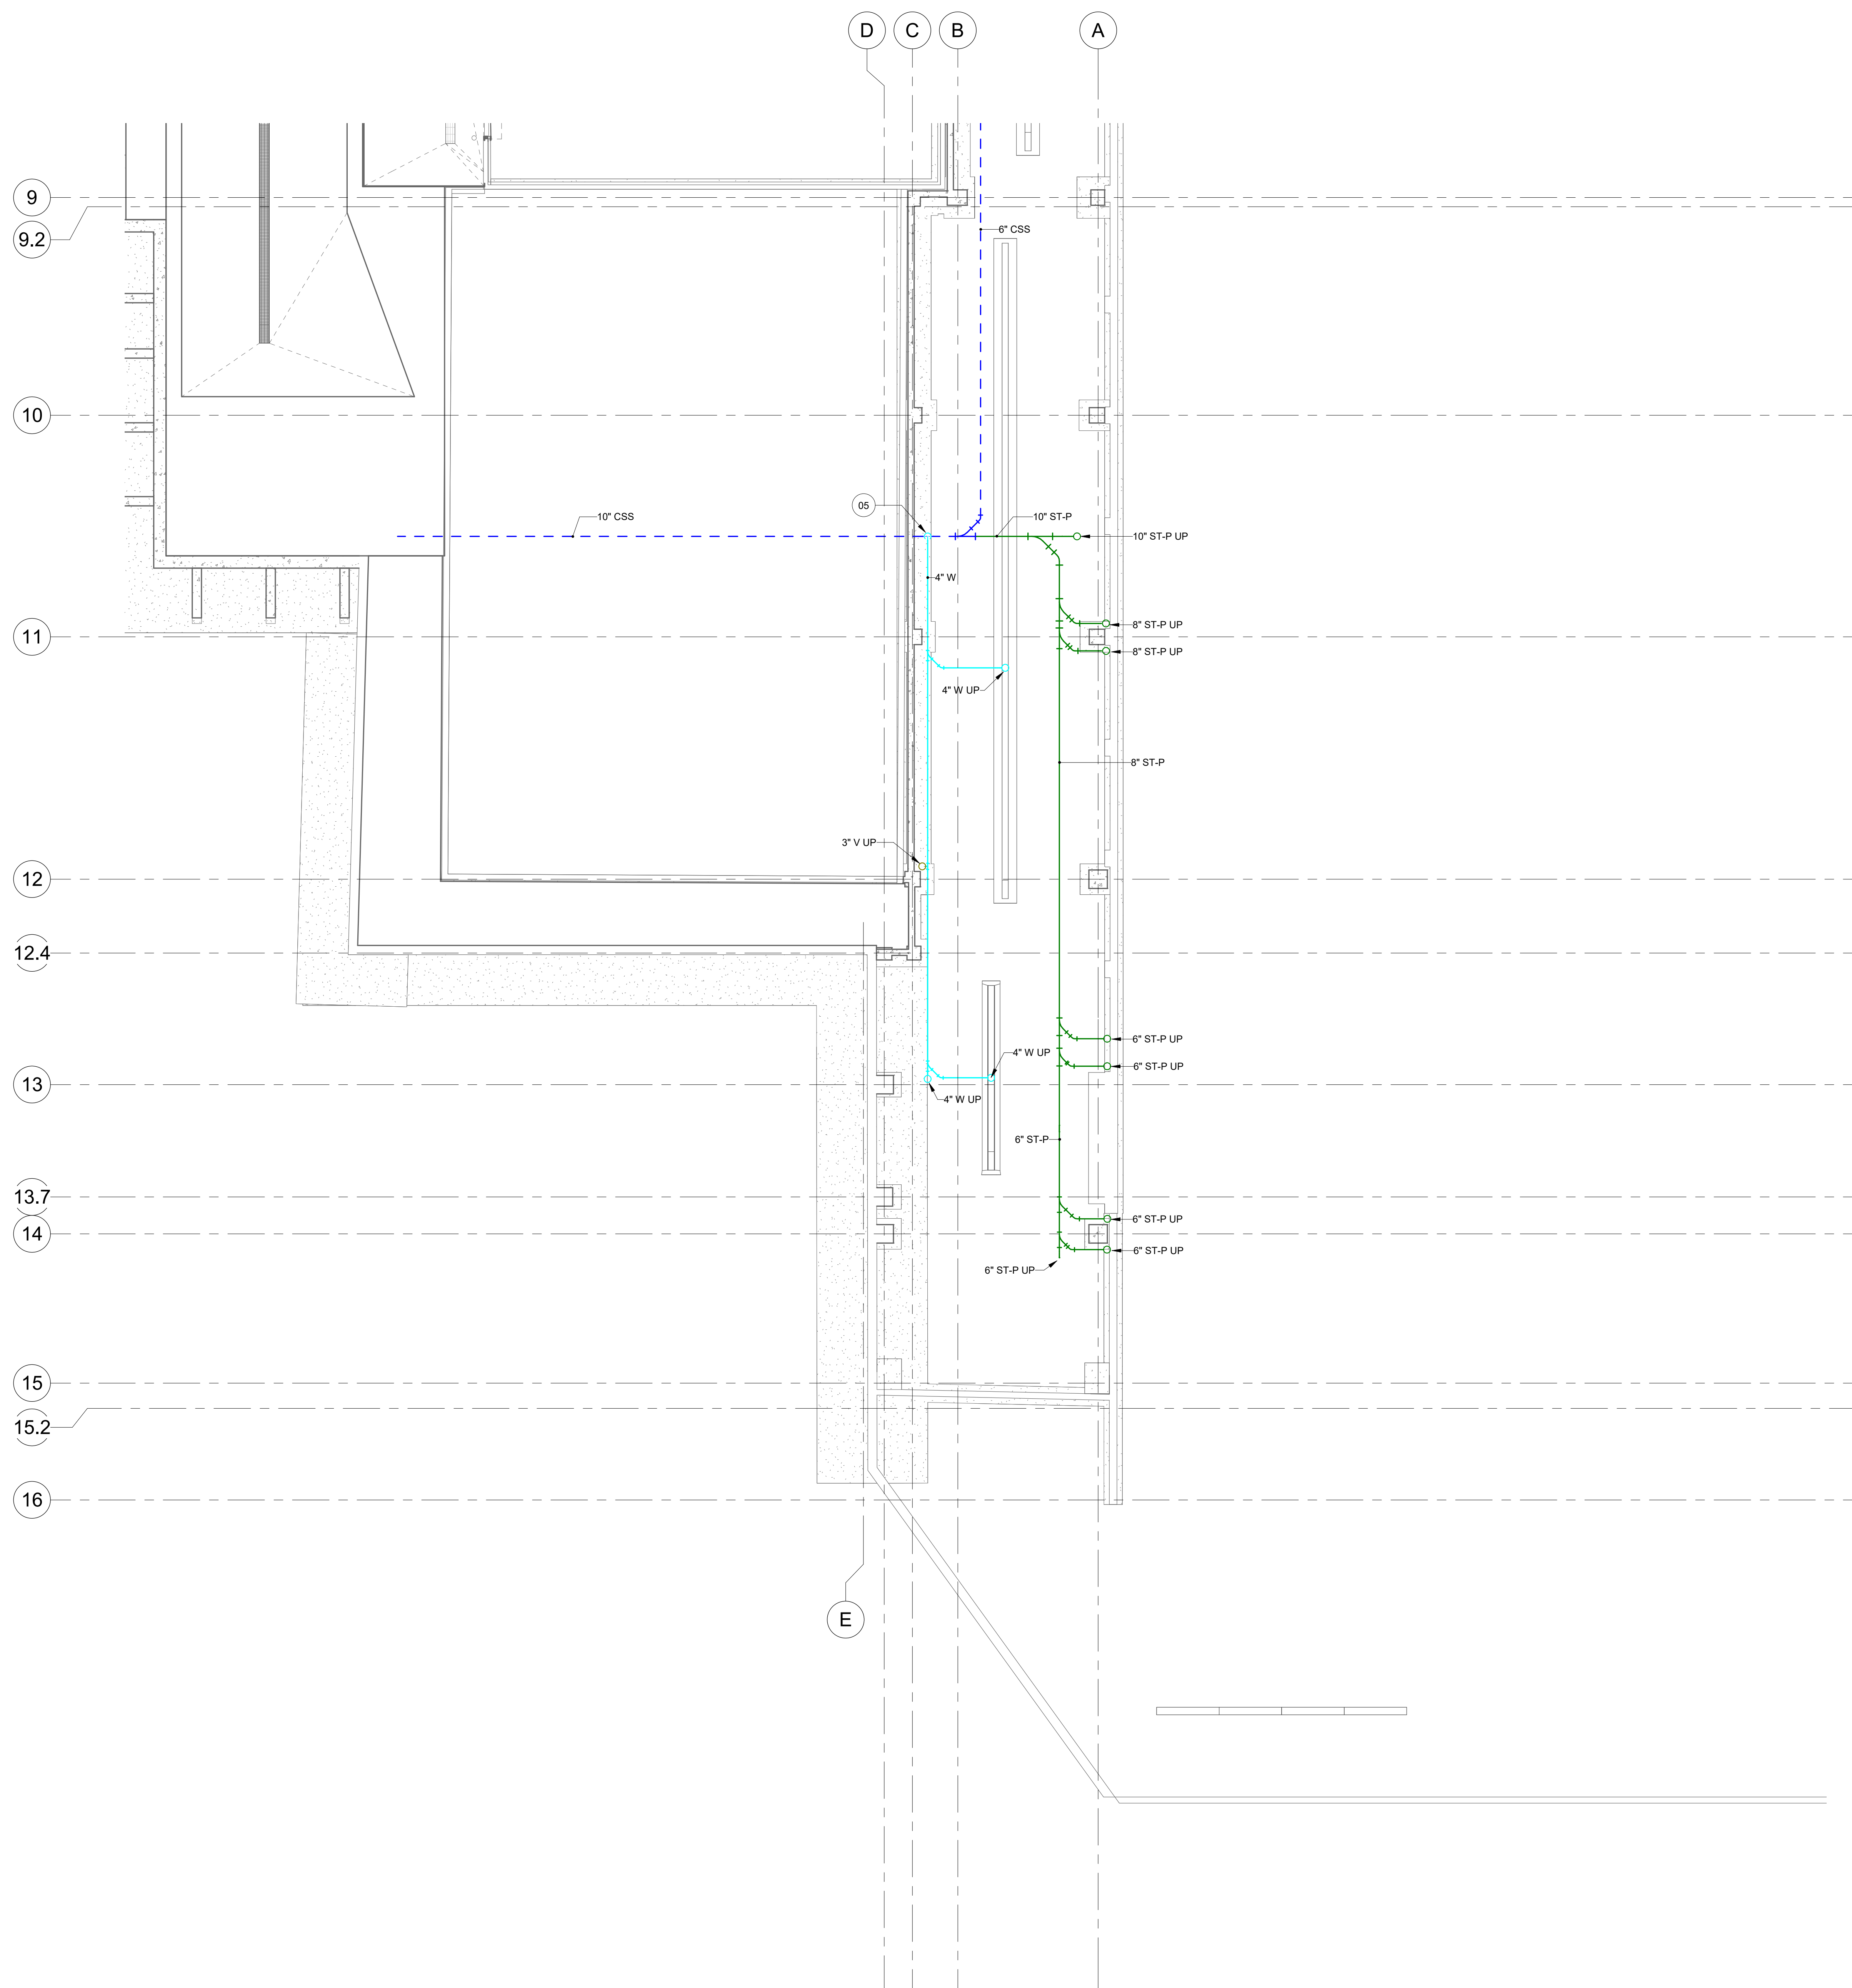 D
C
B
A
9
6" CSS
9.2
10
05
10" CSS
10" ST-P
10" ST-P UP
4" W
8" ST-P UP
11
8" ST-P UP
4" W UP
8" ST-P
3" V UP
12
12.4
6" ST-P UP
4" W UP
6" ST-P UP
13
4" W UP
6" ST-P
13.7
6" ST-P UP
14
6" ST-P UP
6" ST-P UP
15
15.2
16
E